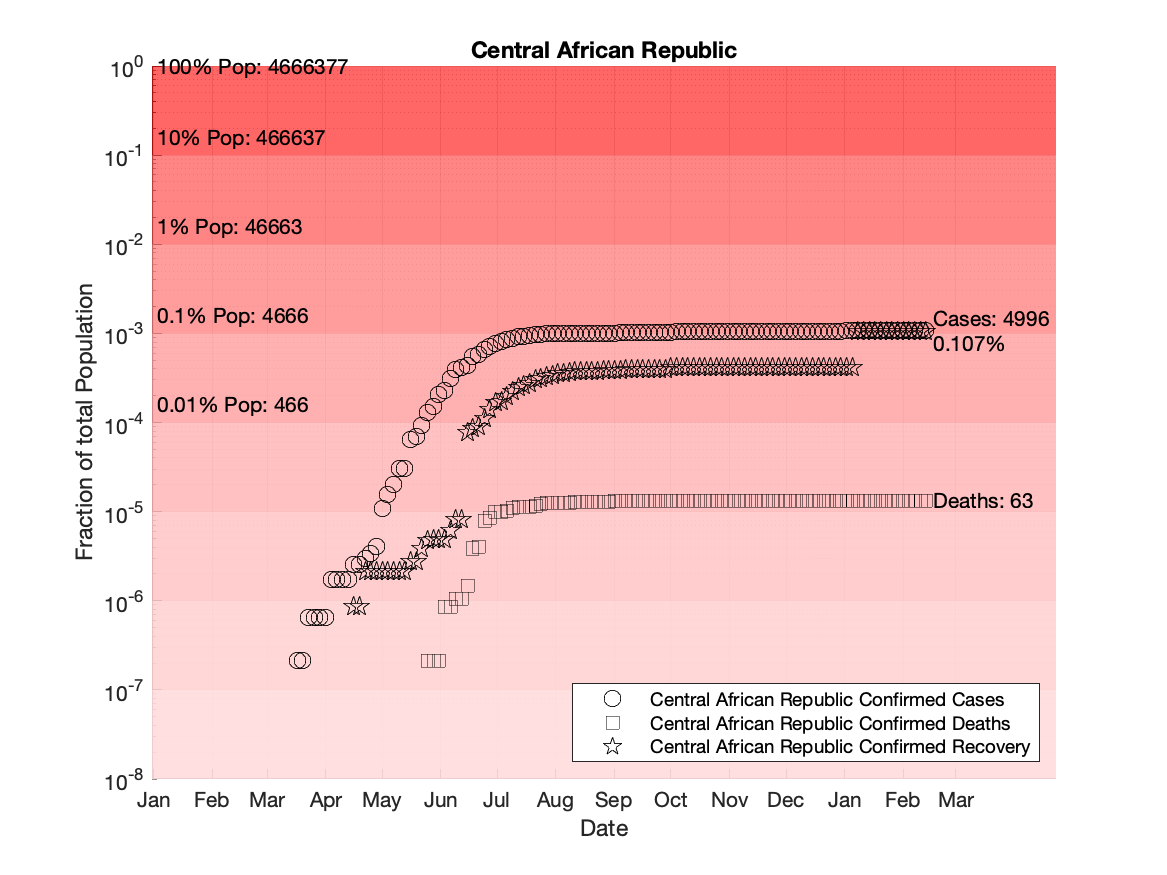 Central African Republic
10^0
100% Pop: 4666377
10% Pop: 466637
10^-1
1% Pop: 46663
10^-2
0.1% Pop: 4666
Cases: 4996
10^-3
0.107%
0.01% Pop: 466
10^-4
Deaths: 63
10^-5
10^-6
10^-7
10^-8
Fraction of total Population
Central African Republic Confirmed Cases
Central African Republic Confirmed Deaths
Central African Republic Confirmed Recovery
Jan Feb Mar Apr May Jun Jul Aug Sep Oct Nov Dec Jan Feb Mar
Date